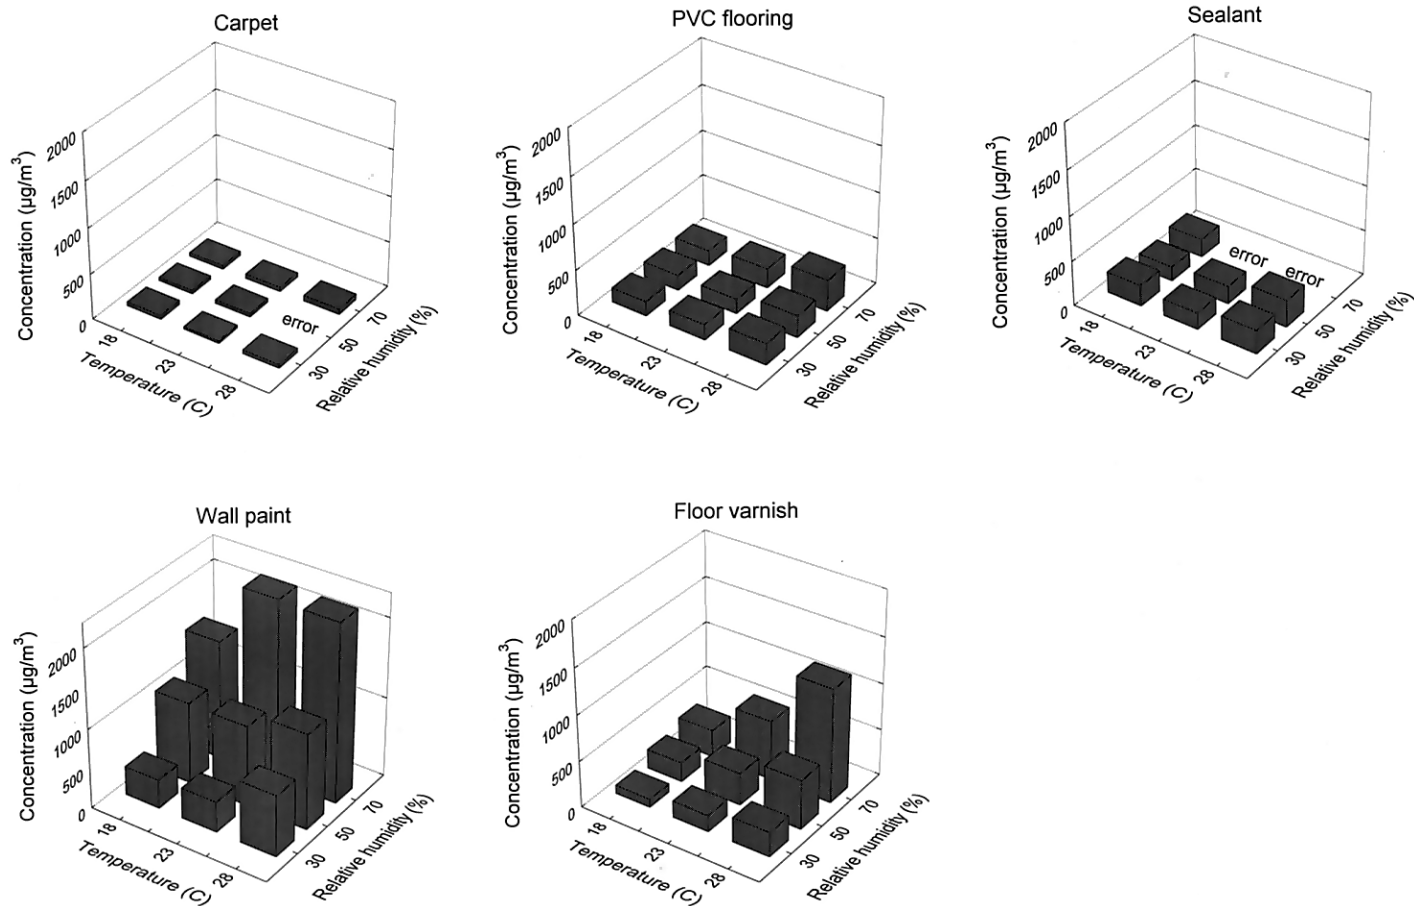 Carpet
Concentration (µg/m³)
2000
1500
1000
500
0
error
18
23
28
Temperature (C)
30
50
70
Relative humidity (%)
PVC flooring
Concentration (µg/m³)
2000
1500
1000
500
0
18
23
28
Temperature (C)
30
50
70
Relative humidity (%)
Sealant
Concentration (µg/m³)
2000
1500
1000
500
0
error
error
18
23
28
Temperature (C)
30
50
70
Relative humidity (%)
Wall paint
Concentration (µg/m³)
2000
1500
1000
500
0
18
23
28
Temperature (C)
30
50
70
Relative humidity (%)
Floor varnish
Concentration (µg/m³)
2000
1500
1000
500
0
18
23
28
Temperature (C)
30
50
70
Relative humidity (%)